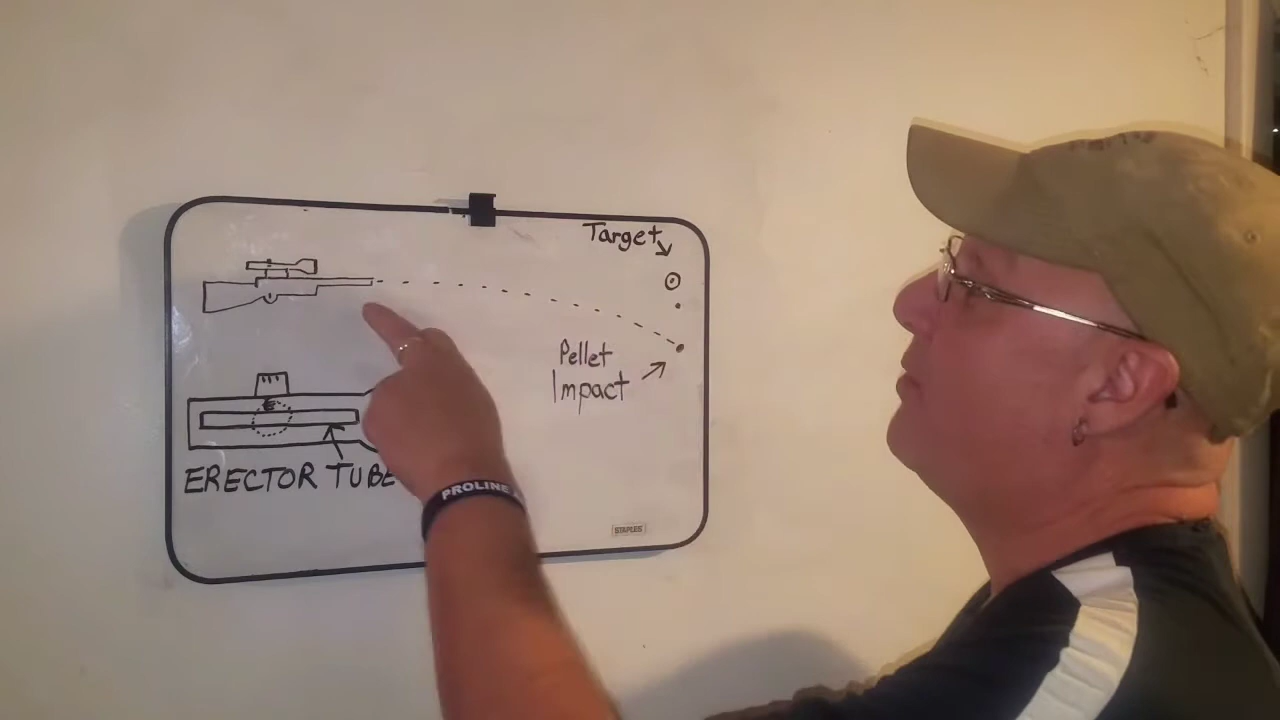 Target
Pellet
Impact
ERECTOR TUBE
PROLINE
STAPLES